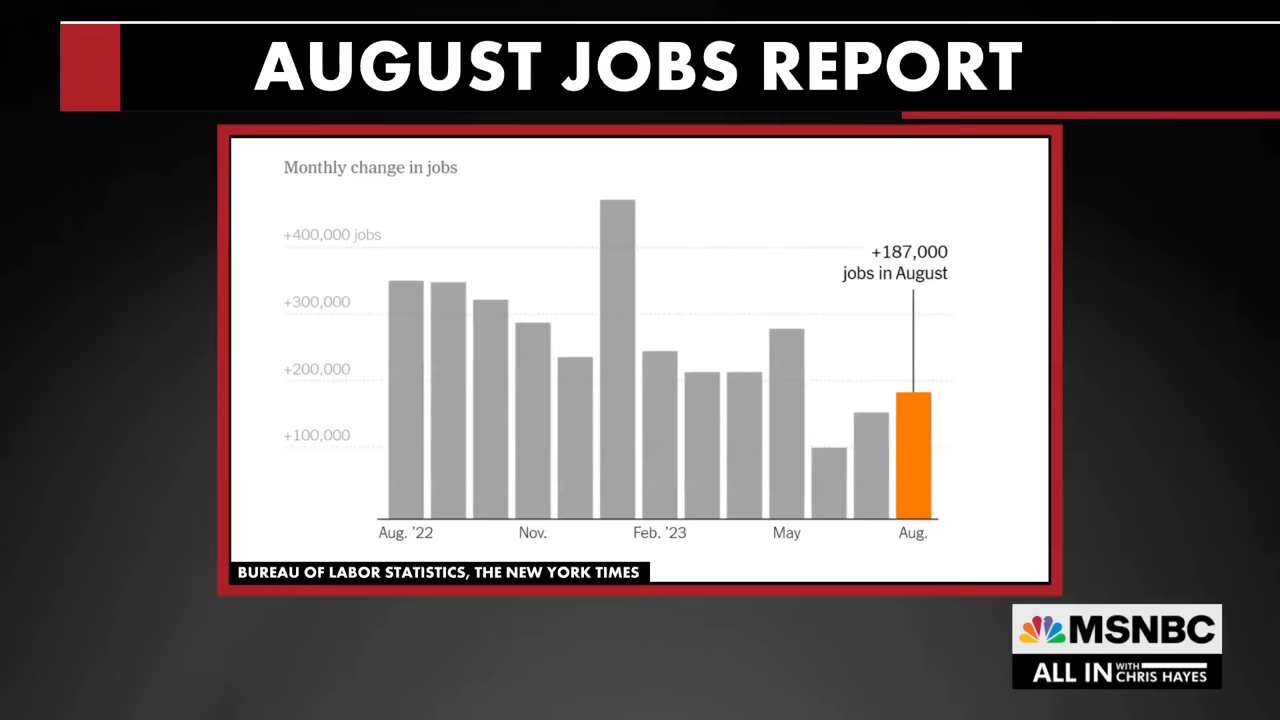 AUGUST JOBS REPORT
Monthly change in jobs
+400,000 jobs
+187,000
jobs in August
+300,000
+200,000
+100,000
Aug. '22 Nov. Feb. '23 May Aug.
BUREAU OF LABOR STATISTICS, THE NEW YORK TIMES
MSNBC
ALL IN WITH CHRIS HAYES